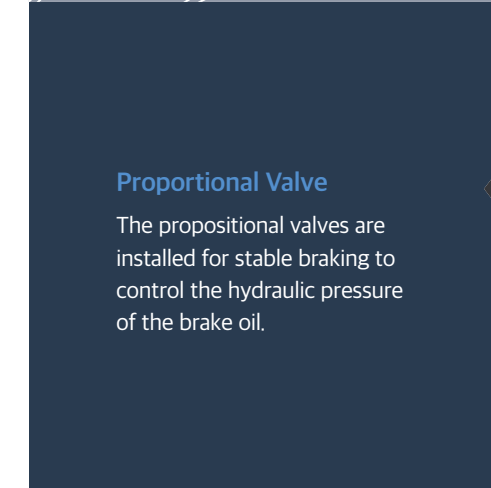 Proportional Valve
The propositional valves are
installed for stable braking to
control the hydraulic pressure
of the brake oil.